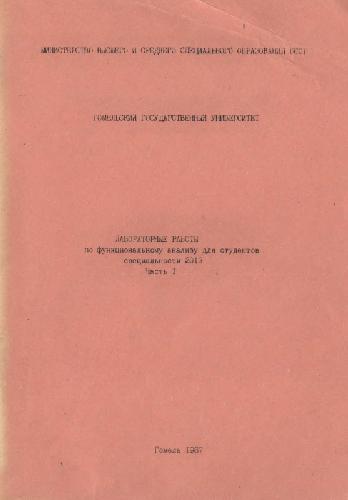 МИНИСТЕРСТВО ВЫСШЕГО И СРЕДНЕГО СПЕЦИАЛЬНОГО ОБРАЗОВАНИЯ БССР
ГОМЕЛЬСКИЙ ГОСУДАРСТВЕННЫЙ УНИВЕРСИТЕТ
ЛАБОРАТОРНЫЕ РАБОТЫ
по функциональному анализу для студентов
специальности 2013
Часть I
Гомель 1987